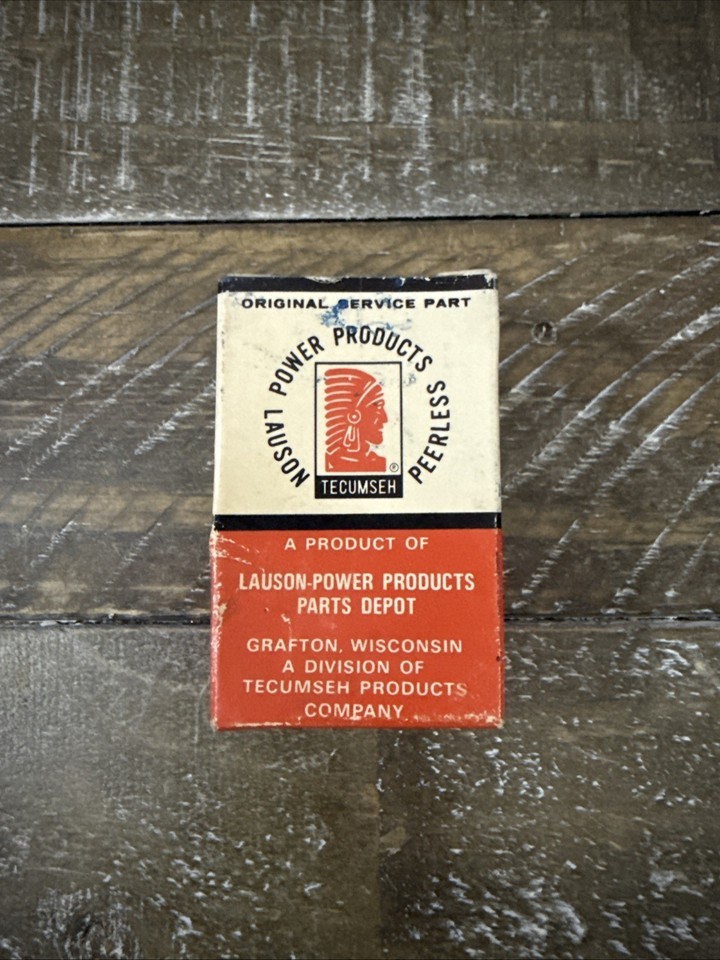 ORIGINAL SERVICE PART
LAUSON POWER PRODUCTS PEERLESS
®
TECUMSEH
A PRODUCT OF
LAUSON-POWER PRODUCTS
PARTS DEPOT
GRAFTON, WISCONSIN
A DIVISION OF
TECUMSEH PRODUCTS
COMPANY